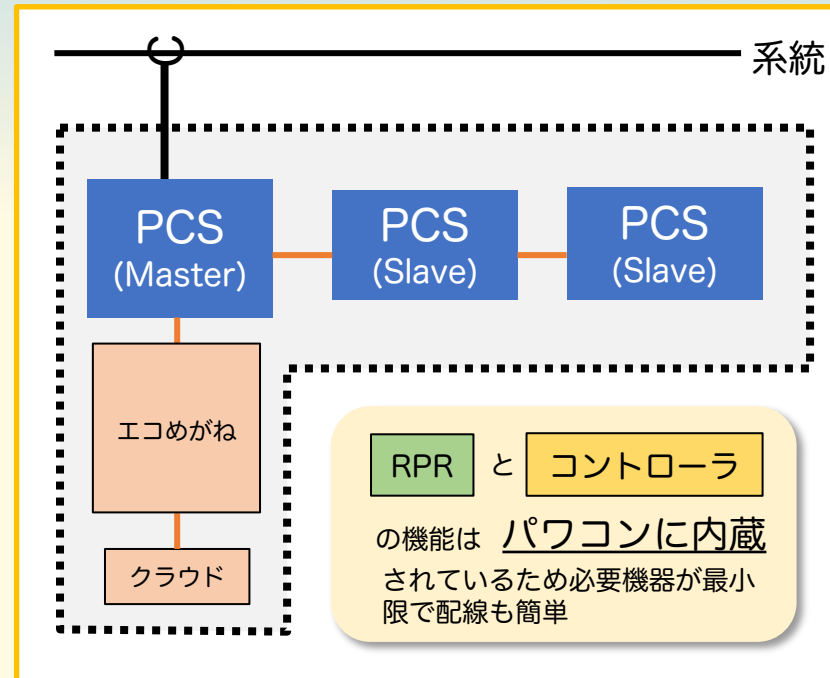 系統
PCS
(Master)
PCS
(Slave)
PCS
(Slave)
エコめがね
クラウド
RPR と コントローラ
の機能は パワコンに内蔵
されているため必要機器が最小
限で配線も簡単